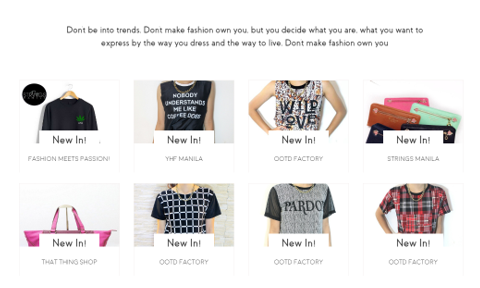 Dont be into trends. Dont make fashion own you, but you decide what you are, what you want to
express by the way you dress and the way to live. Dont make fashion own you
NOBODY
UNDERSTANDS
ME LIKE
COFFEE DOES
WILD
LOVE
New In!
New In!
New In!
New In!
FASHION MEETS PASSION!
YHF MANILA
OOTD FACTORY
STRINGS MANILA
PARDON
New In!
New In!
New In!
New In!
THAT THING SHOP
OOTD FACTORY
OOTD FACTORY
OOTD FACTORY